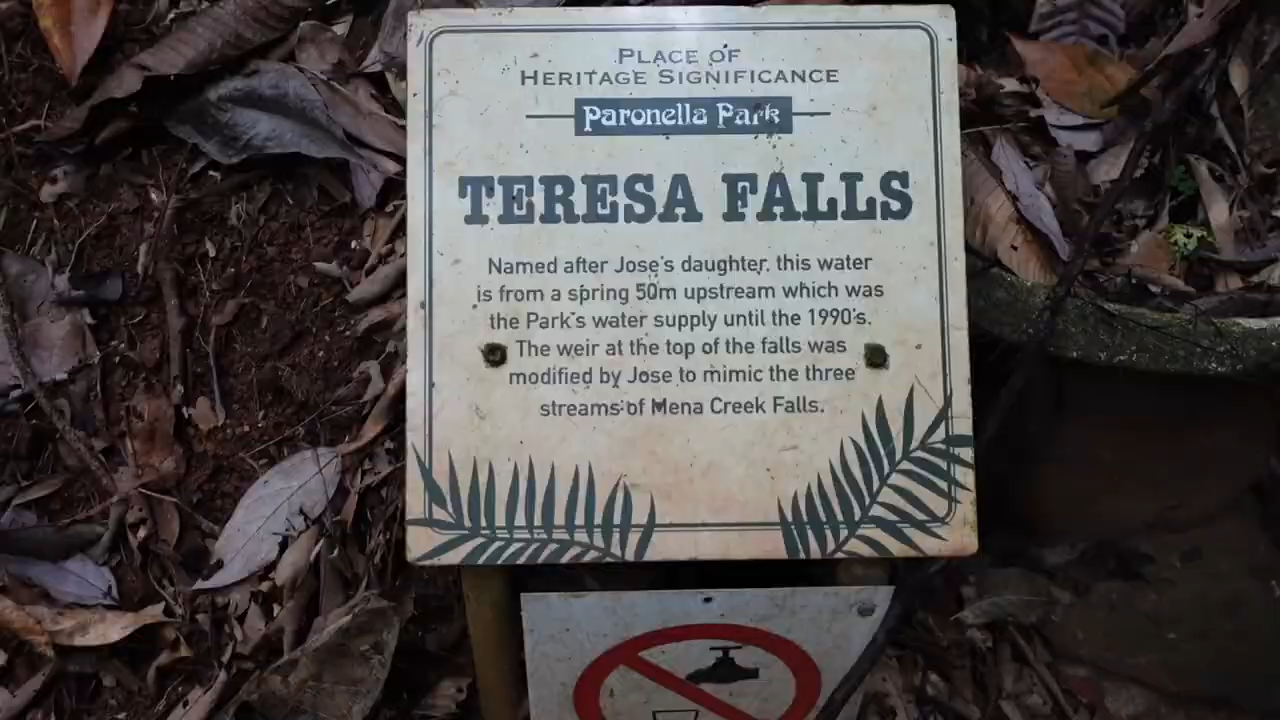 PLACE OF
HERITAGE SIGNIFICANCE
Paronella Park
TERESA FALLS
Named after Jose's daughter, this water
is from a spring 50m upstream which was
the Park's water supply until the 1990's.
The weir at the top of the falls was
modified by Jose to mimic the three
streams of Mena Creek Falls.